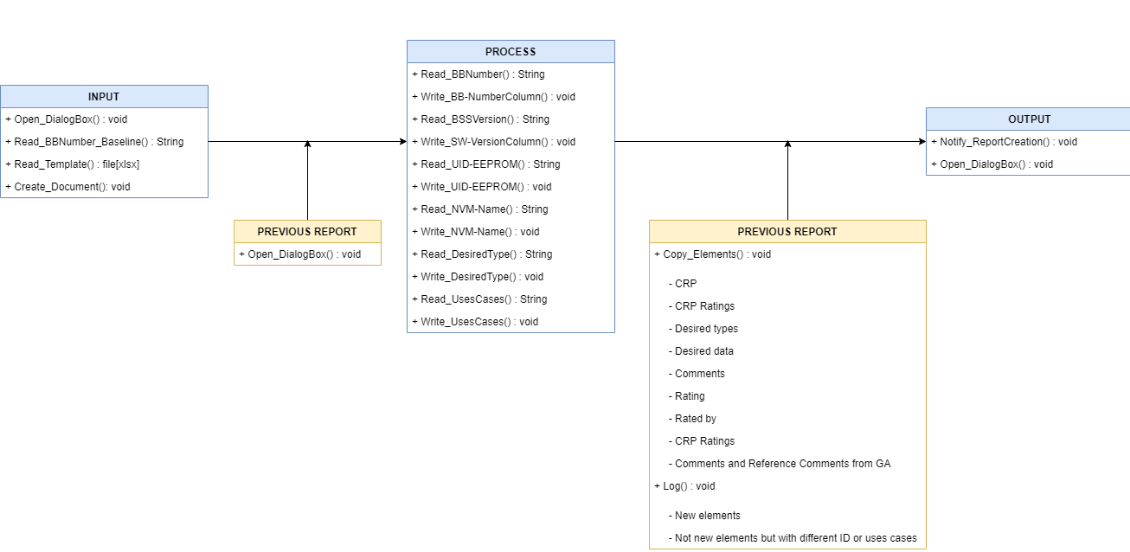 INPUT
+ Open_DialogBox() : void
+ Read_BBNumber_Baseline() : String
+ Read_Template() : file[xlsx]
+ Create_Document(): void
PREVIOUS REPORT
+ Open_DialogBox() : void
PROCESS
+ Read_BBNumber() : String
+ Write_BB-NumberColumn() : void
+ Read_BSSVersion() : String
+ Write_SW-VersionColumn() : void
+ Read_UID-EEPROM() : String
+ Write_UID-EEPROM() : void
+ Read_NVM-Name() : String
+ Write_NVM-Name() : void
+ Read_DesiredType() : String
+ Write_DesiredType() : void
+ Read_UsesCases() : String
+ Write_UsesCases() : void
PREVIOUS REPORT
+ Copy_Elements() : void
- CRP
- CRP Ratings
- Desired types
- Desired data
- Comments
- Rating
- Rated by
- CRP Ratings
- Comments and Reference Comments from GA
+ Log() : void
- New elements
- Not new elements but with different ID or uses cases
OUTPUT
+ Notify_ReportCreation() : void
+ Open_DialogBox() : void